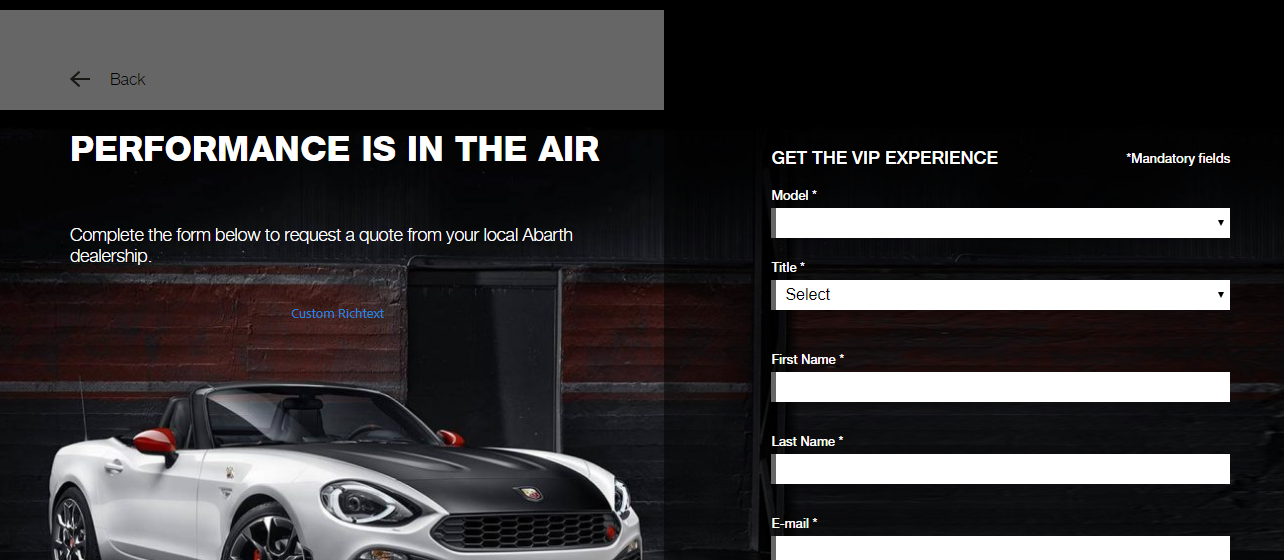 Back
PERFORMANCE IS IN THE AIR
Complete the form below to request a quote from your local Abarth
dealership.
Custom Richtext
GET THE VIP EXPERIENCE
*Mandatory fields
Model *
Title *
Select
First Name *
Last Name *
E-mail *